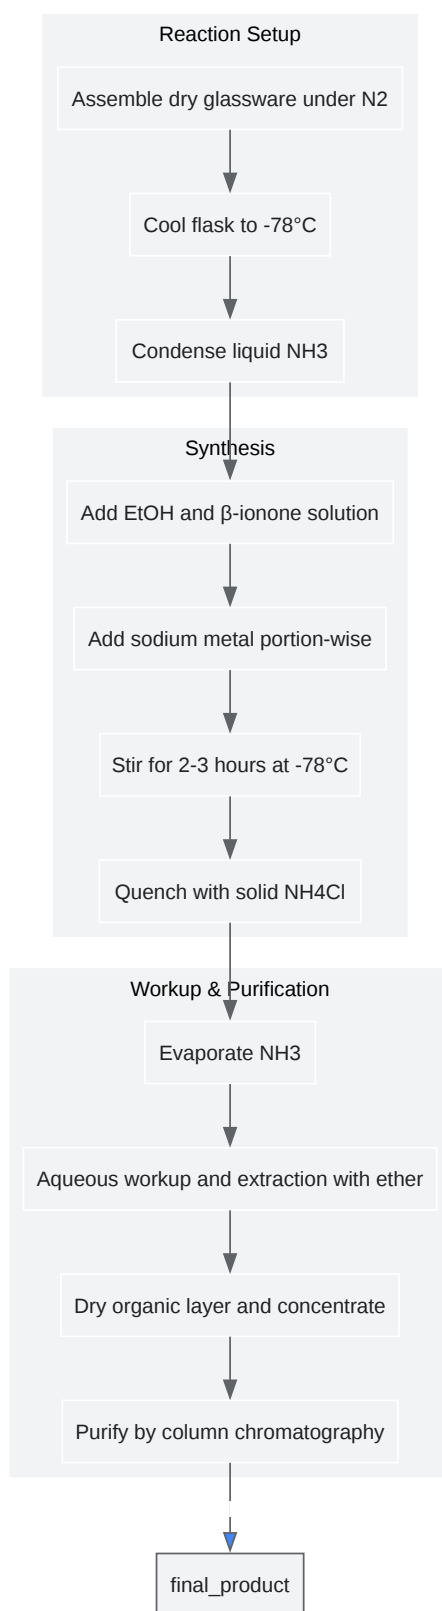 Reaction Setup
Assemble dry glassware under N2
Cool flask to -78°C
Condense liquid NH3
Synthesis
Add EtOH and β-ionone solution
Add sodium metal portion-wise
Stir for 2-3 hours at -78°C
Quench with solid NH4Cl
Workup & Purification
Evaporate NH3
Aqueous workup and extraction with ether
Dry organic layer and concentrate
Purify by column chromatography
final_product